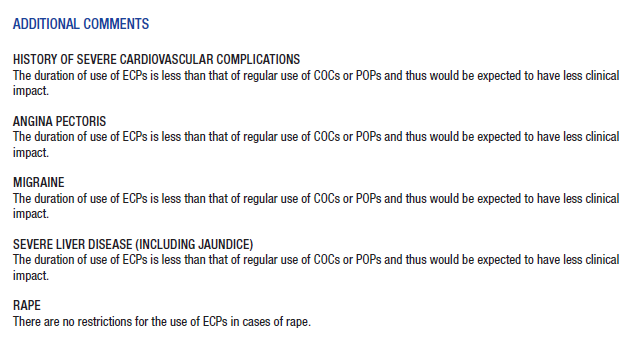 ADDITIONAL COMMENTS
HISTORY OF SEVERE CARDIOVASCULAR COMPLICATIONS
The duration of use of ECPs is less than that of regular use of COCs or POPs and thus would be expected to have less clinical
impact.
ANGINA PECTORIS
The duration of use of ECPs is less than that of regular use of COCs or POPs and thus would be expected to have less clinical
impact.
MIGRAINE
The duration of use of ECPs is less than that of regular use of COCs or POPs and thus would be expected to have less clinical
impact.
SEVERE LIVER DISEASE (INCLUDING JAUNDICE)
The duration of use of ECPs is less than that of regular use of COCs or POPs and thus would be expected to have less clinical
impact.
RAPE
There are no restrictions for the use of ECPs in cases of rape.